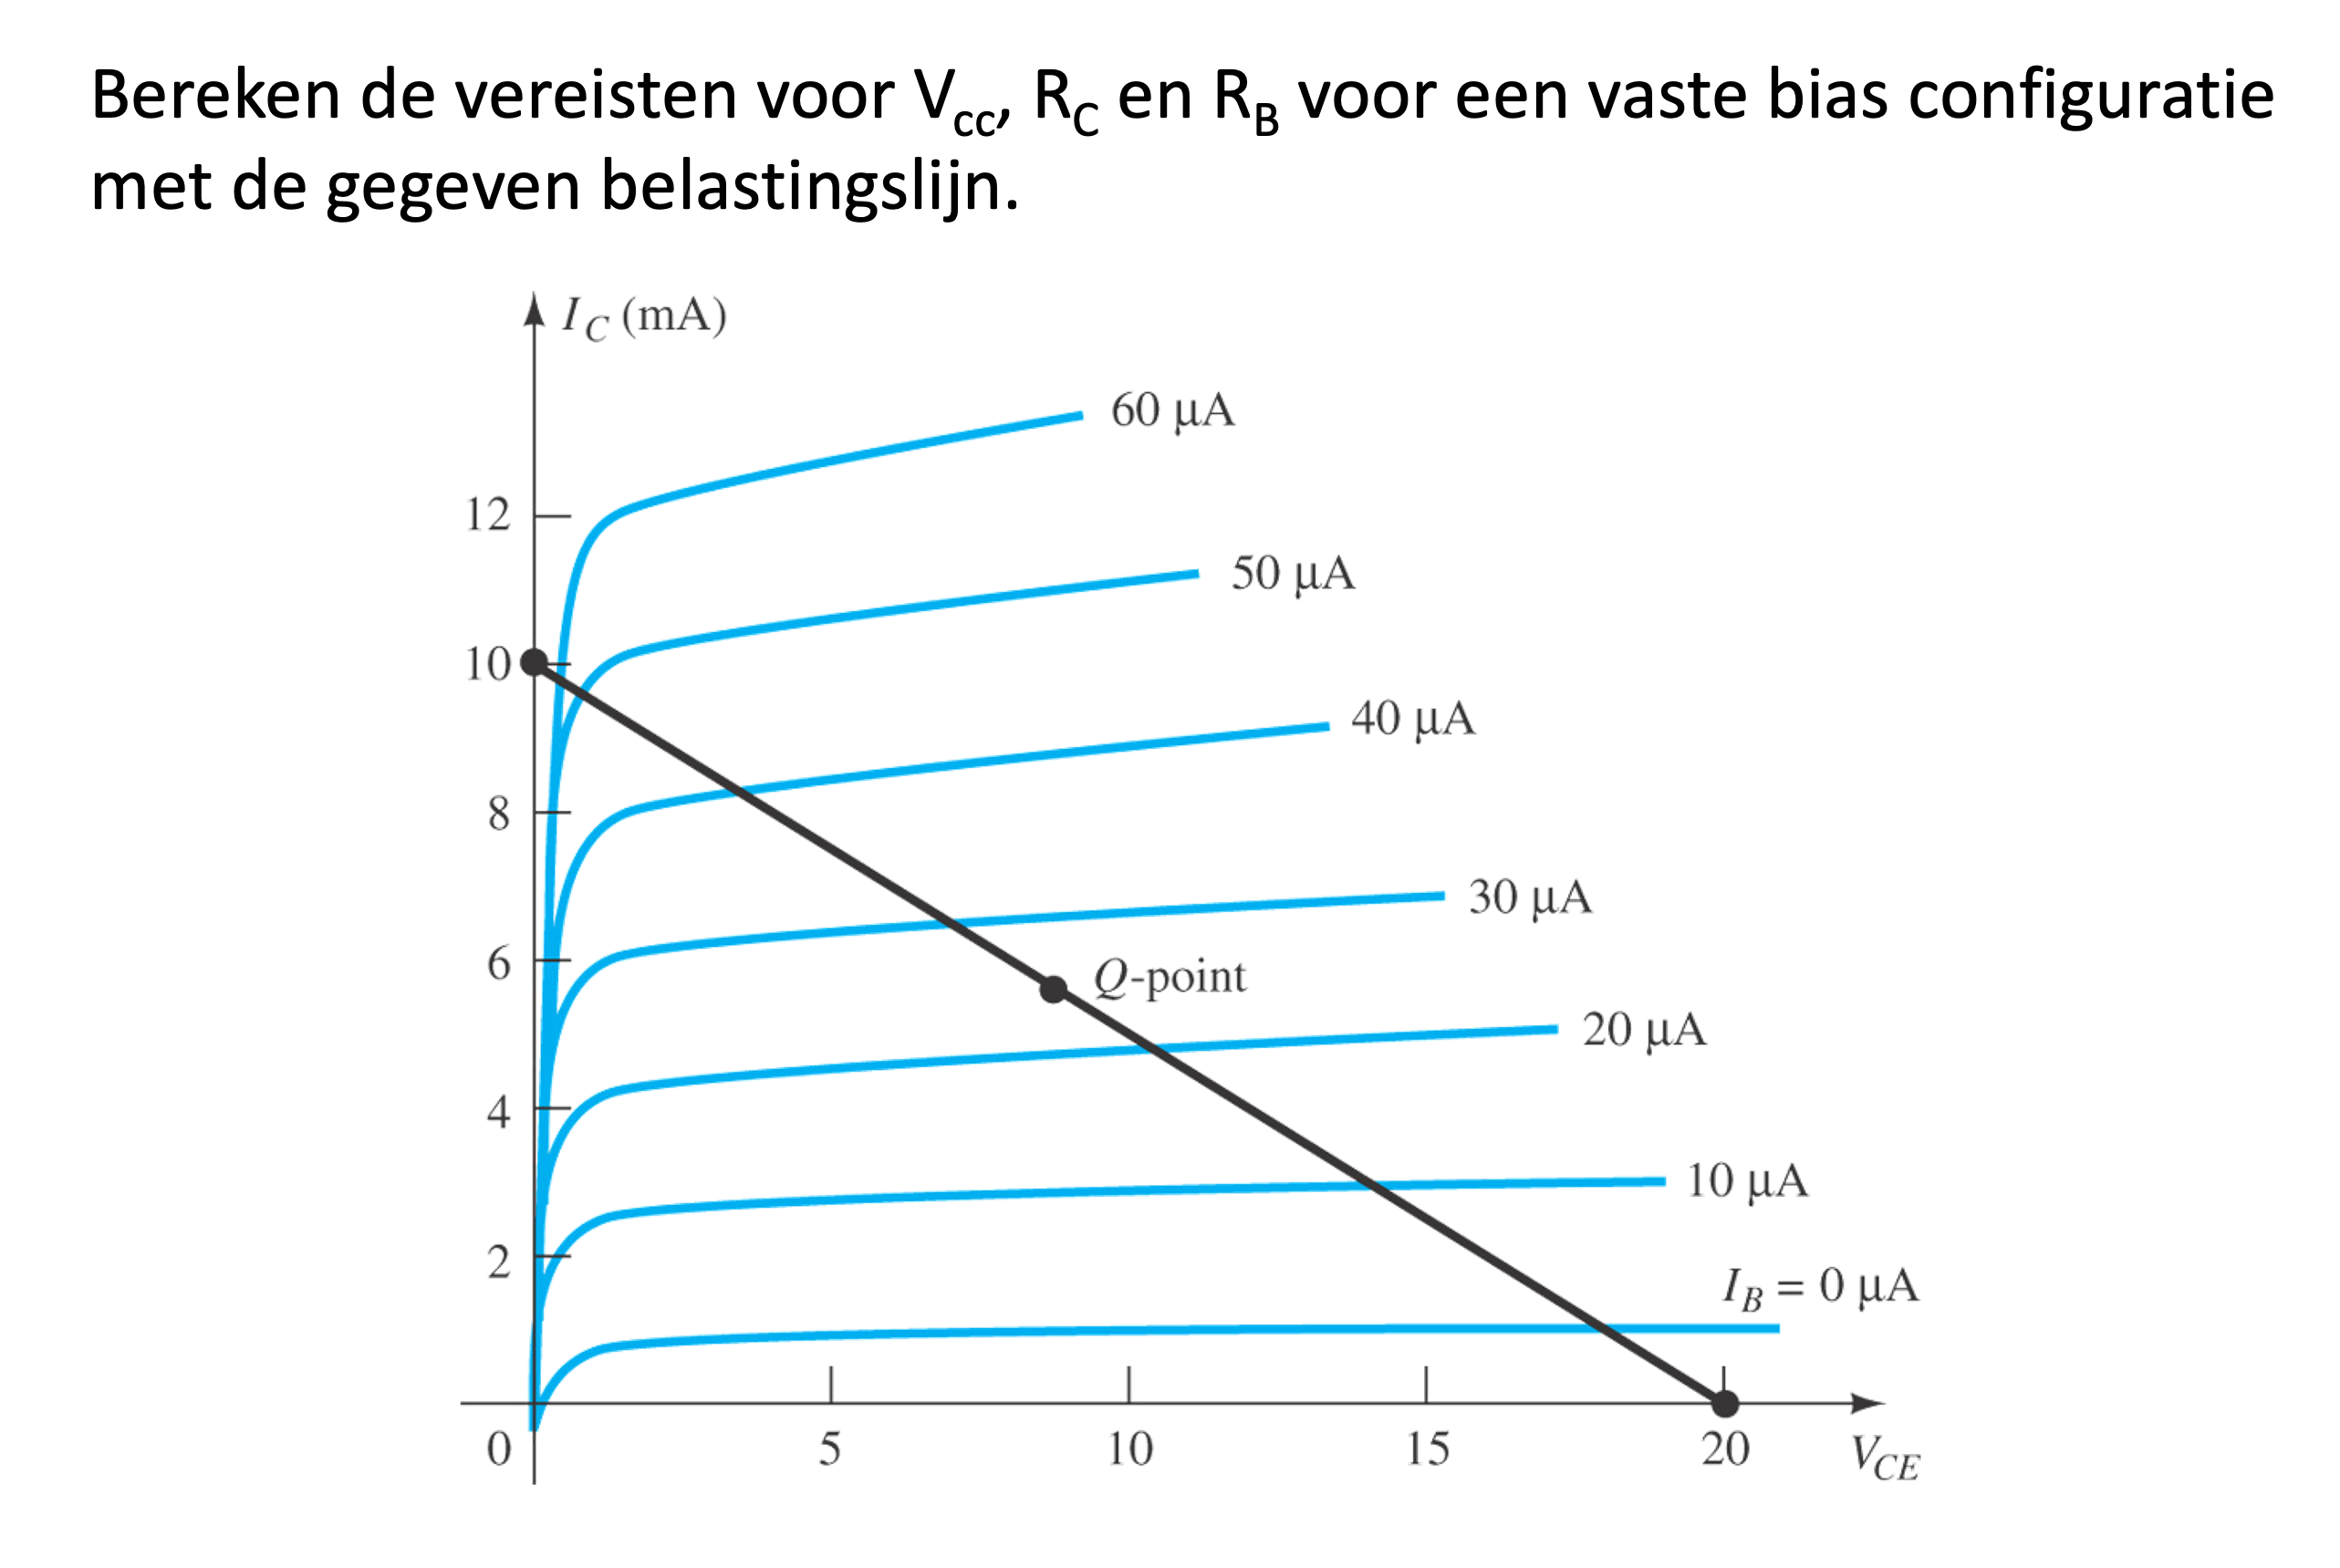 Bereken de vereisten voor Vcc, RC en RB voor een vaste bias configuratie
met de gegeven belastingslijn.
IC (mA)
60 µA
12
50 µA
10
40 µA
8
30 µA
6
Q-point
20 µA
4
10 µA
2
IB = 0 µA
0 5 10 15 20 VCE